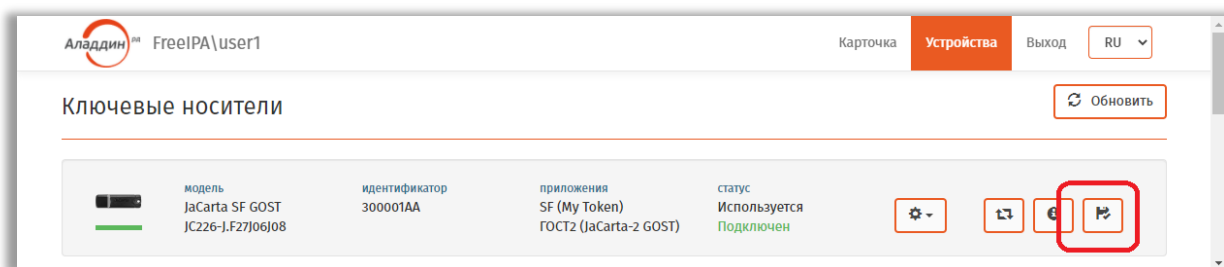 Аладдин РД FreeIPA\user1 Карточка Устройства Выход RU
Ключевые носители Обновить
модель идентификатор приложения статус
JaCarta SF GOST 300001AA SF (My Token) Используется
JC226-J.F27J06J08 ГОСТ2 (JaCarta-2 GOST) Подключен